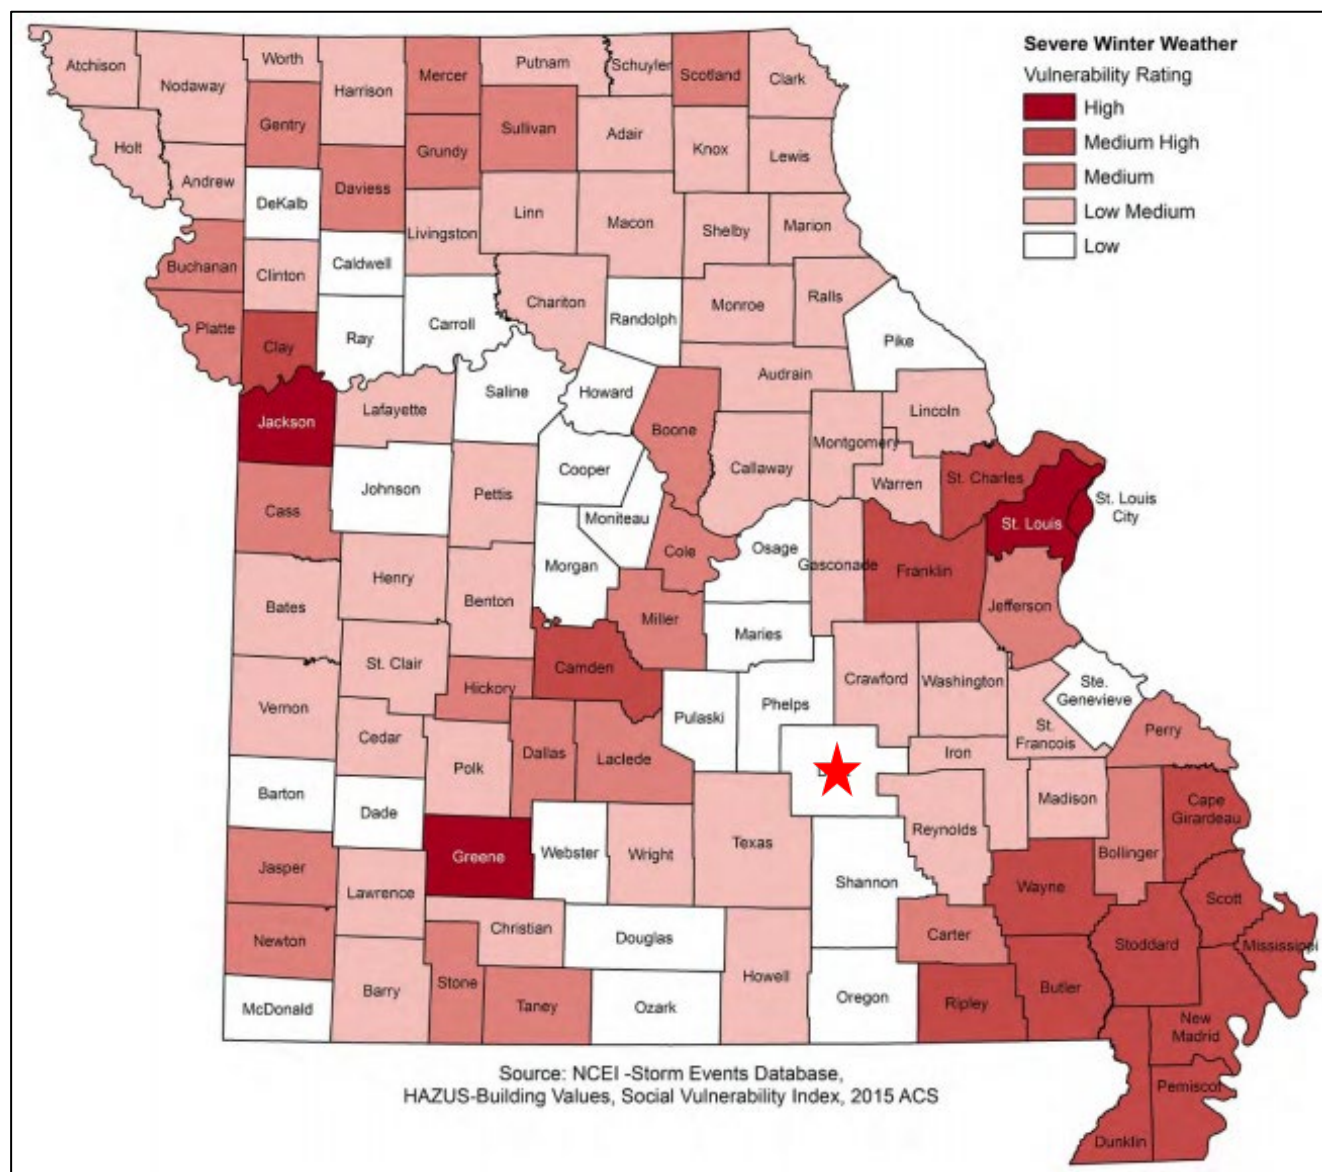 Severe Winter Weather
Vulnerability Rating
High
Medium High
Medium
Low Medium
Low
Atchison
Nodaway
Worth
Harrison
Mercer
Putnam
Schuyler
Scotland
Clark
Gentry
Sullivan
Adair
Knox
Lewis
Holt
Andrew
DeKalb
Daviess
Grundy
Livingston
Linn
Macon
Shelby
Marion
Buchanan
Clinton
Caldwell
Chariton
Monroe
Ralls
Platte
Clay
Ray
Carroll
Randolph
Pike
Jackson
Lafayette
Saline
Howard
Boone
Audrain
Lincoln
Montgomery
Callaway
Warren
St. Charles
St. Louis
City
St. Louis
Cass
Johnson
Pettis
Cooper
Moniteau
Morgan
Cole
Osage
Gasconade
Franklin
Jefferson
Bates
Henry
Benton
Miller
Maries
St. Clair
Camden
Crawford
Washington
Ste.
Genevieve
Vernon
Hickory
Pulaski
Phelps
St.
Francois
Perry
Cedar
Polk
Dallas
Laclede
Iron
Barton
Dade
Madison
Cape
Girardeau
Reynolds
Bollinger
Jasper
Greene
Webster
Wright
Texas
Shannon
Wayne
Scott
Lawrence
Mississippi
Newton
Christian
Douglas
Carter
Stoddard
Howell
McDonald
Barry
Stone
Taney
Ozark
Oregon
Ripley
Butler
New
Madrid
Pemiscot
Dunklin
Source: NCEI -Storm Events Database,
HAZUS-Building Values, Social Vulnerability Index, 2015 ACS